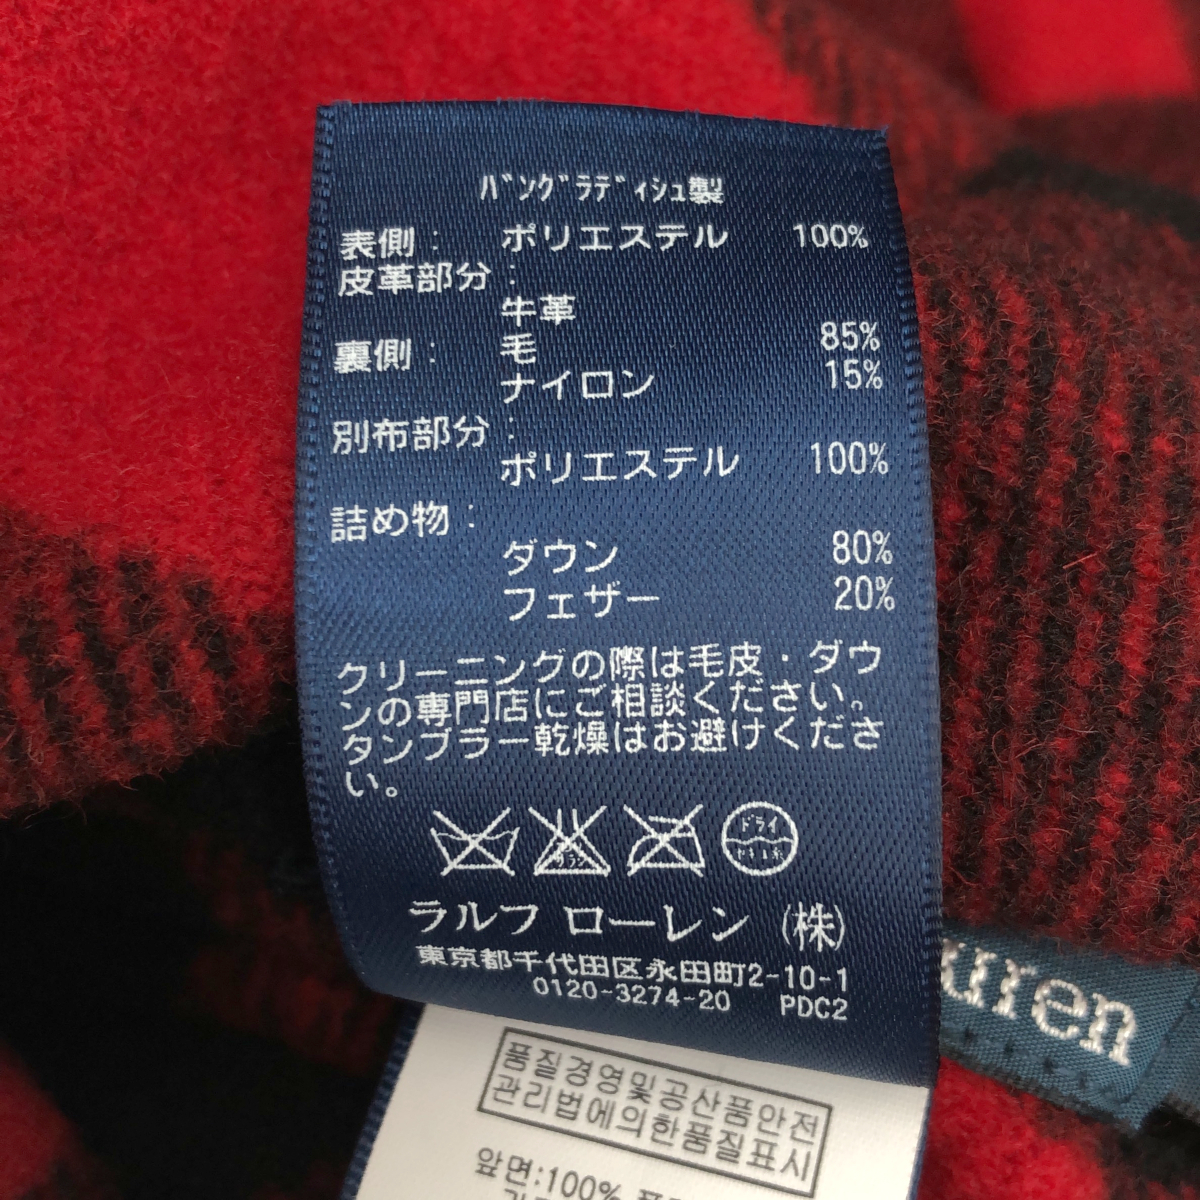 ﾊﾞﾝｸﾞﾗﾃﾞｨｼｭ製
表側: ポリエステル 100%
皮革部分:
牛革
裏側: 毛 85%
ナイロン 15%
別布部分:
ポリエステル 100%
詰め物:
ダウン 80%
フェザー 20%
クリーニングの際は毛皮・ダウ
ンの専門店にご相談ください。
タンブラー乾燥はお避けくださ
い。
ドライ
ラルフ ローレン (株)
東京都千代田区永田町2-10-1
0120-3274-20 PDC2
uren
품질경영및공산품안전
관리법에의한품질표시
앞면:100%